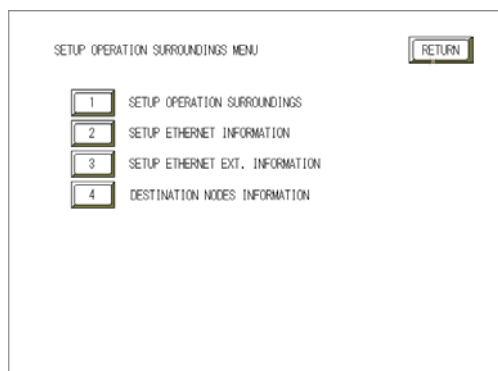 SETUP OPERATION SURROUNDINGS MENU RETURN
1 SETUP OPERATION SURROUNDINGS
2 SETUP ETHERNET INFORMATION
3 SETUP ETHERNET EXT. INFORMATION
4 DESTINATION NODES INFORMATION